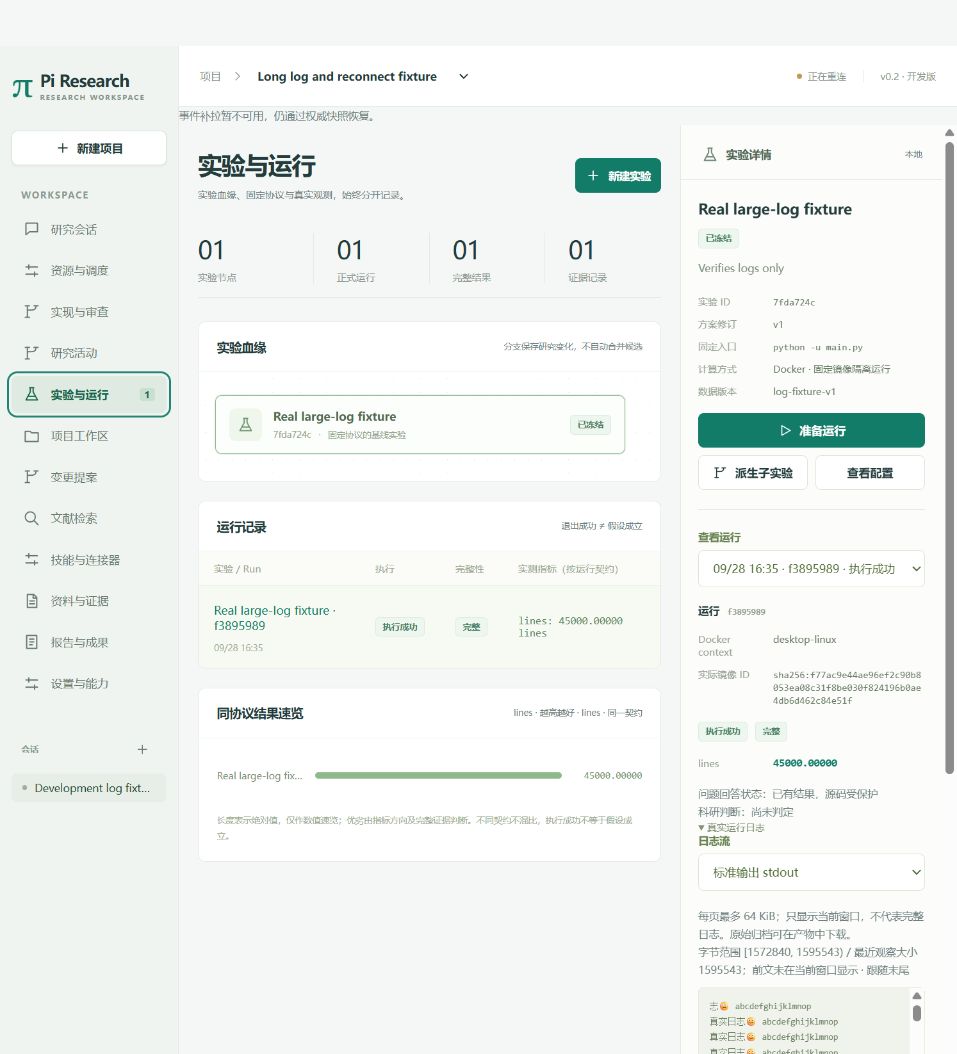 π Pi Research
RESEARCH WORKSPACE
+ 新建项目
WORKSPACE
研究会话
资源与调度
实现与审查
研究活动
实验与运行 1
项目工作区
变更提案
文献检索
技能与连接器
资料与证据
报告与成果
设置与能力
会话 +
Development log fixt...
项目 > Long log and reconnect fixture
正在重连
v0.2 · 开发版
事件补拉暂不可用，仍通过权威快照恢复。
实验与运行
实验血缘、固定协议与真实观测，始终分开记录。
+ 新建实验
01 01 01 01
实验节点 正式运行 完整结果 证据记录
实验血缘 分支保存研究变化，不自动合并候选
Real large-log fixture
7fda724c · 固定协议的基线实验
已冻结
运行记录 退出成功 ≠ 假设成立
实验 / Run 执行 完整性 实测指标（按运行契约）
Real large-log fixture ·
f3895989
09/28 16:35
执行成功 完整
lines: 45000.00000
lines
同协议结果速览 lines · 越高越好 · lines · 同一契约
Real large-log fix... 45000.00000
长度表示绝对值，仅作数值速览；优劣由指标方向及完整证据判断。不同契约不混比，执行成功不等于假设成
立。
实验详情 本地
Real large-log fixture
已冻结
Verifies logs only
实验 ID 7fda724c
方案修订 v1
固定入口 python -u main.py
计算方式 Docker · 固定镜像隔离运行
数据版本 log-fixture-v1
准备运行
派生子实验 查看配置
查看运行
09/28 16:35 · f3895989 · 执行成功
运行 f3895989
Docker
context
desktop-linux
实际镜像 ID
sha256:f77ac9e44ae96ef2c90b8
053ea08c31f8be030f824196b0ae
4db6d462c84e51f
执行成功 完整
lines 45000.00000
问题回答状态：已有结果，源码受保护
科研判断：尚未判定
▼ 真实运行日志
日志流
标准输出 stdout
每页最多 64 KiB；只显示当前窗口，不代表完整
日志。原始归档可在产物中下载。
字节范围 [1572840, 1595543) / 最近观察大小
1595543；前文未在当前窗口显示 · 跟随末尾
志😀 abcdefghijklmnop
真实日志😀 abcdefghijklmnop
真实日志😀 abcdefghijklmnop
真实日志😀 abcdefghijklmnop